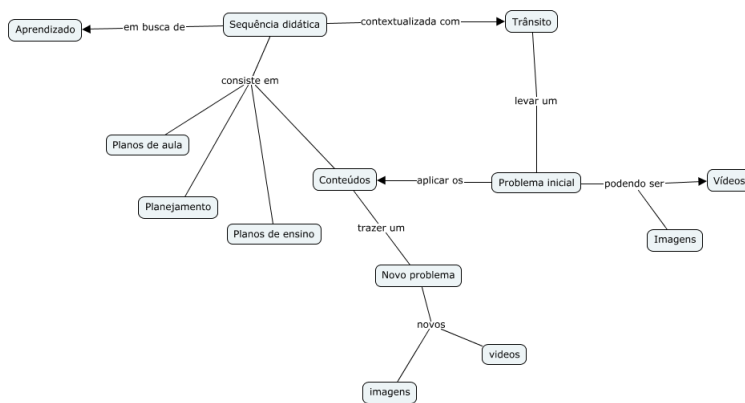 Aprendizado
em busca de
Sequência didática
contextualizada com
Trânsito
consiste em
levar um
Planos de aula
Conteúdos
aplicar os
Problema inicial
podendo ser
Vídeos
Planejamento
Planos de ensino
trazer um
Imagens
Novo problema
novos
videos
imagens